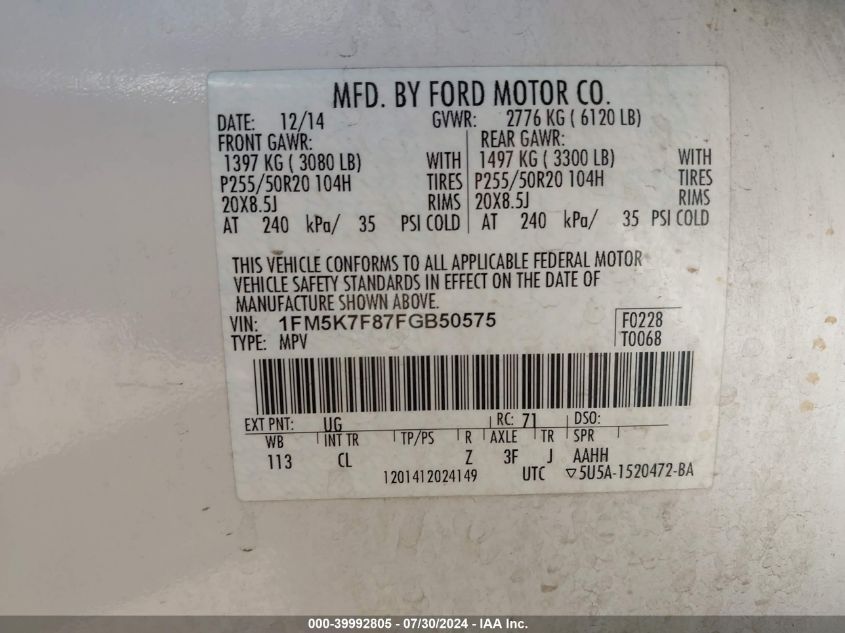 MFD. BY FORD MOTOR CO.
DATE: 12/14 GVWR: 2776 KG ( 6120 LB)
FRONT GAWR: REAR GAWR:
1397 KG ( 3080 LB) WITH 1497 KG ( 3300 LB) WITH
P255/50R20 104H TIRES P255/50R20 104H TIRES
20X8.5J RIMS 20X8.5J RIMS
AT 240 kPa/ 35 PSI COLD AT 240 kPa/ 35 PSI COLD
THIS VEHICLE CONFORMS TO ALL APPLICABLE FEDERAL MOTOR
VEHICLE SAFETY STANDARDS IN EFFECT ON THE DATE OF
MANUFACTURE SHOWN ABOVE.
VIN: 1FM5K7F87FGB50575 F0228
TYPE: MPV T0068
EXT PNT: UG RC: 71 DSO:
WB INT TR TP/PS R AXLE TR SPR
113 CL Z 3F J AAHH
1201412024149 UTC ▽5U5A-1520472-BA
000-39992805 - 07/30/2024 - IAA Inc.